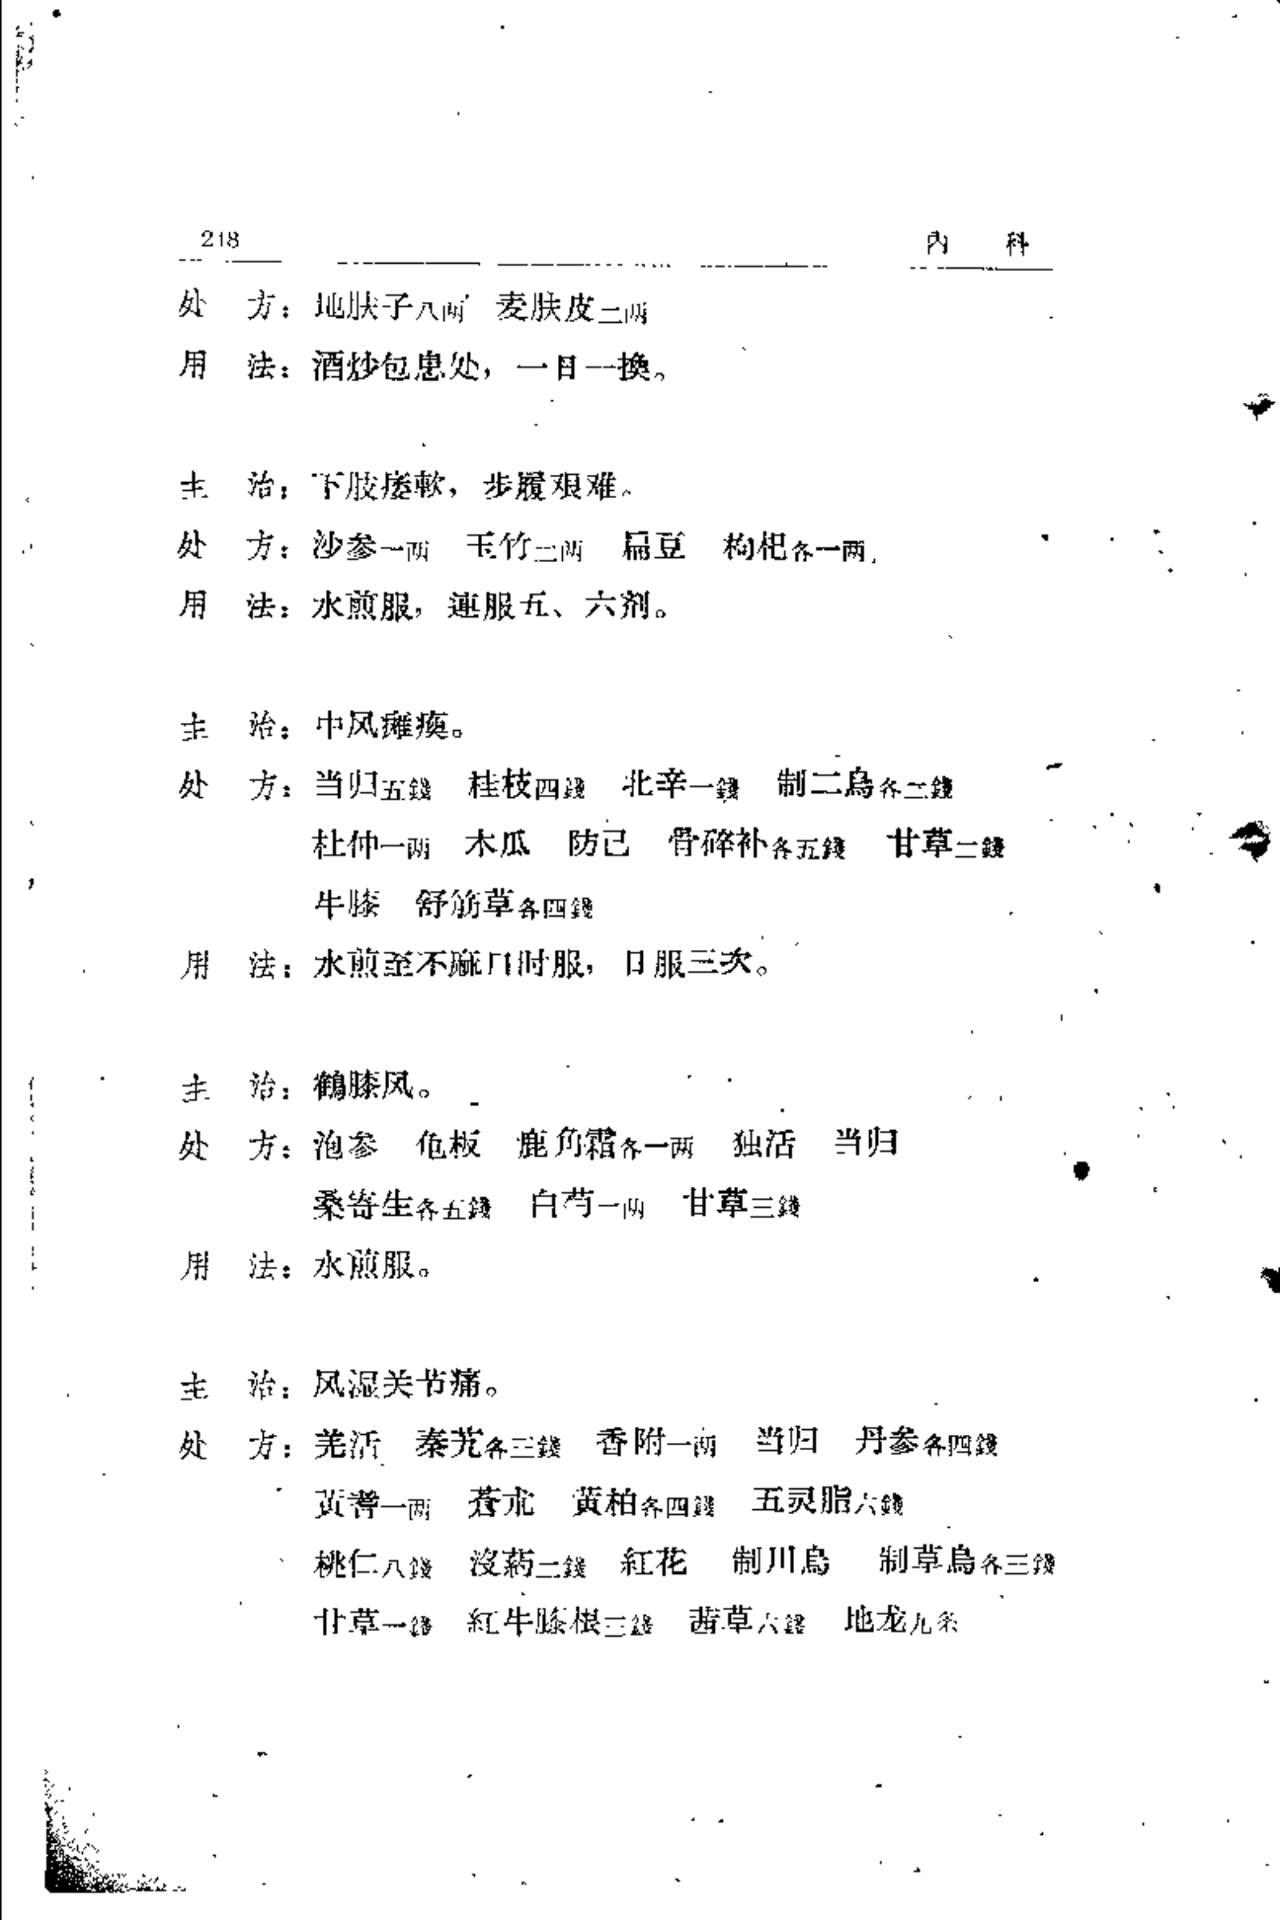 218 内 科
处 方：地肤子八两 麦肤皮三两
用 法：酒炒包患处，一日一换。
主 治：下肢痿軟，步履艰难。
处 方：沙参一两 玉竹二两 扁豆 枸杞各一两
用 法：水煎服，連服五、六剂。
主 治：中风瘫痪。
处 方：当归五錢 桂枝四錢 北辛一錢 制二烏各二錢
杜仲一两 木瓜 防己 骨碎补各五錢 甘草二錢
牛膝 舒筋草各四錢
用 法：水煎至不麻口时服，日服三次。
主 治：鶴膝风。
处 方：泡参 龟板 鹿角霜各一两 独活 当归
桑寄生各五錢 白芍一两 甘草三錢
用 法：水煎服。
主 治：风湿关节痛。
处 方：羌活 秦艽各三錢 香附一两 当归 丹参各四錢
黄蓍一两 蒼朮 黄柏各四錢 五灵脂六錢
桃仁八錢 沒药二錢 紅花 制川烏 制草烏各三錢
甘草一錢 紅牛膝根三錢 茜草六錢 地龙九条